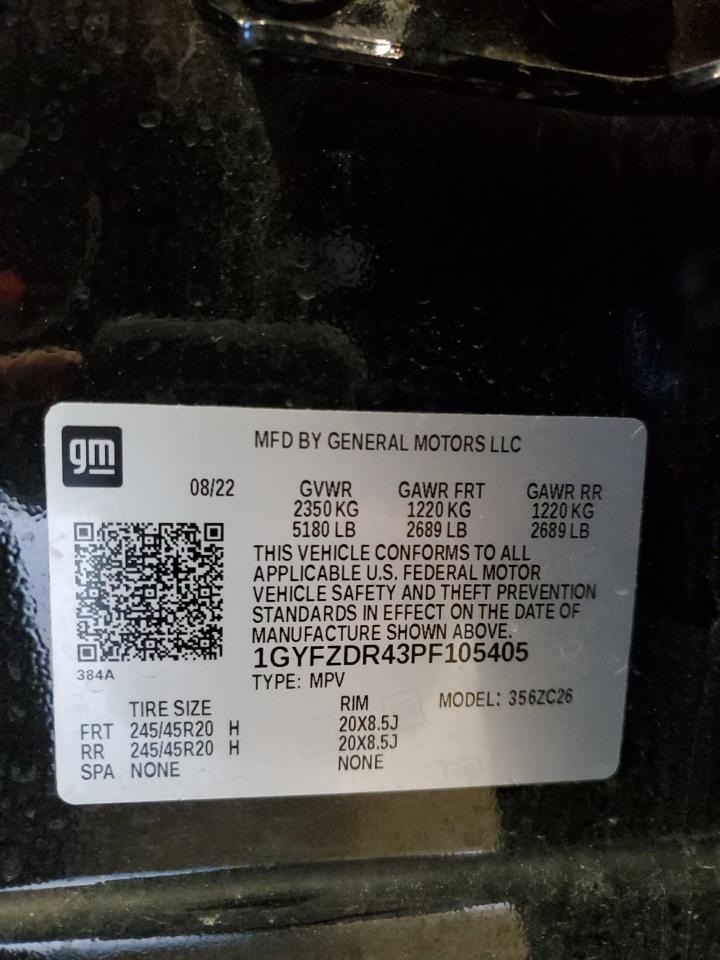 gm
MFD BY GENERAL MOTORS LLC
08/22 GVWR GAWR FRT GAWR RR
2350 KG 1220 KG 1220 KG
5180 LB 2689 LB 2689 LB
THIS VEHICLE CONFORMS TO ALL
APPLICABLE U.S. FEDERAL MOTOR
VEHICLE SAFETY AND THEFT PREVENTION
STANDARDS IN EFFECT ON THE DATE OF
MANUFACTURE SHOWN ABOVE.
1GYFZDR43PF105405
384A
TYPE: MPV MODEL: 356ZC26
TIRE SIZE RIM
FRT 245/45R20 H 20X8.5J
RR 245/45R20 H 20X8.5J
SPA NONE NONE